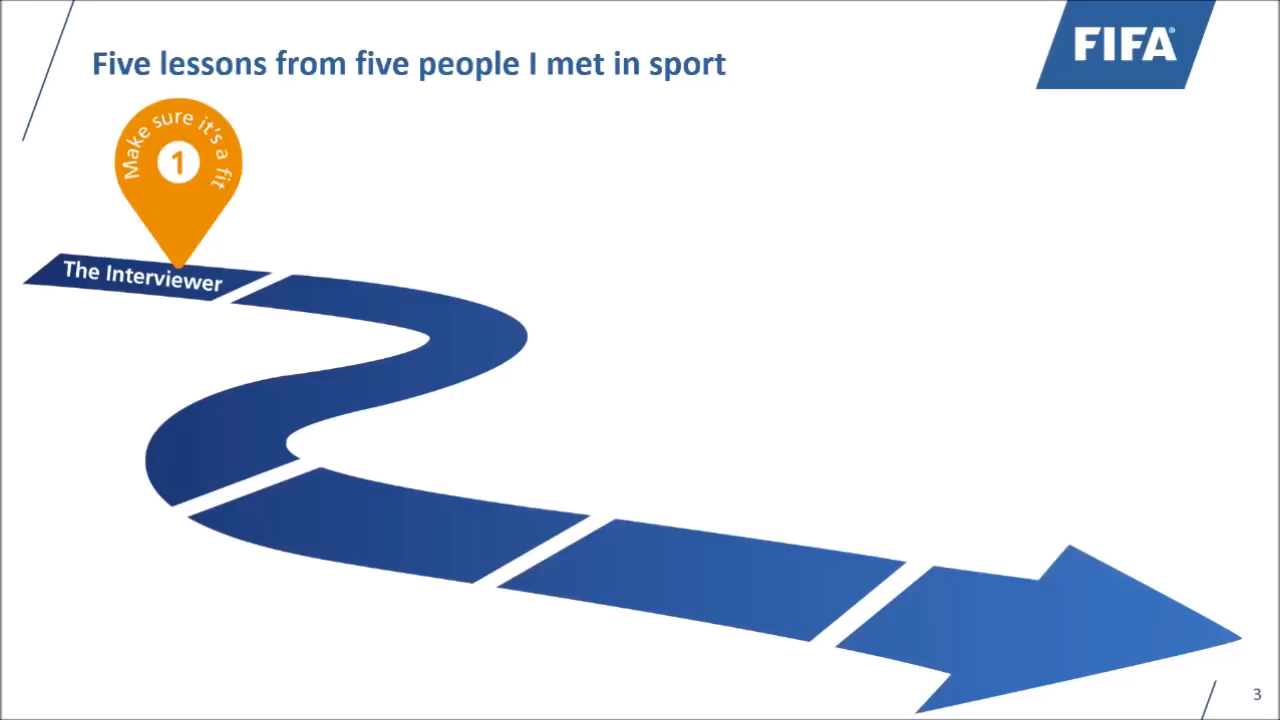 Five lessons from five people I met in sport
FIFA®
Make sure it's a fit
1
The Interviewer
3